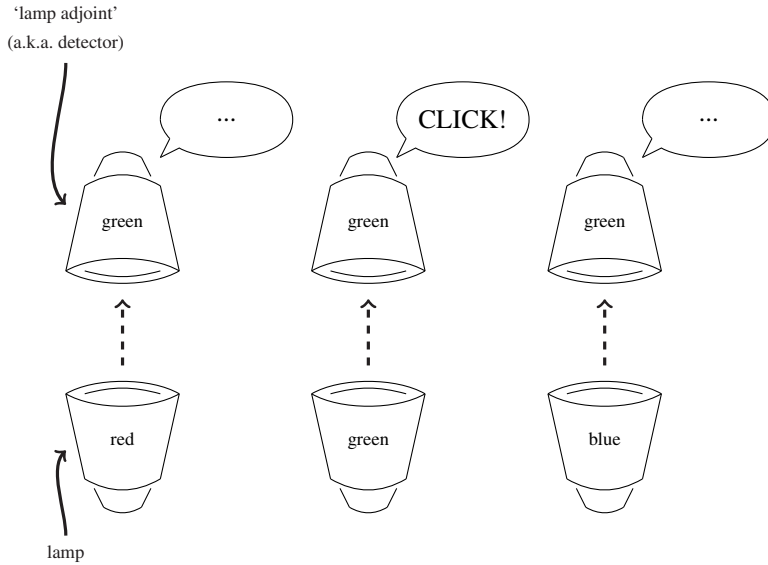 ‘lamp adjoint’
(a.k.a. detector)
...
CLICK!
...
green
green
green
red
green
blue
lamp